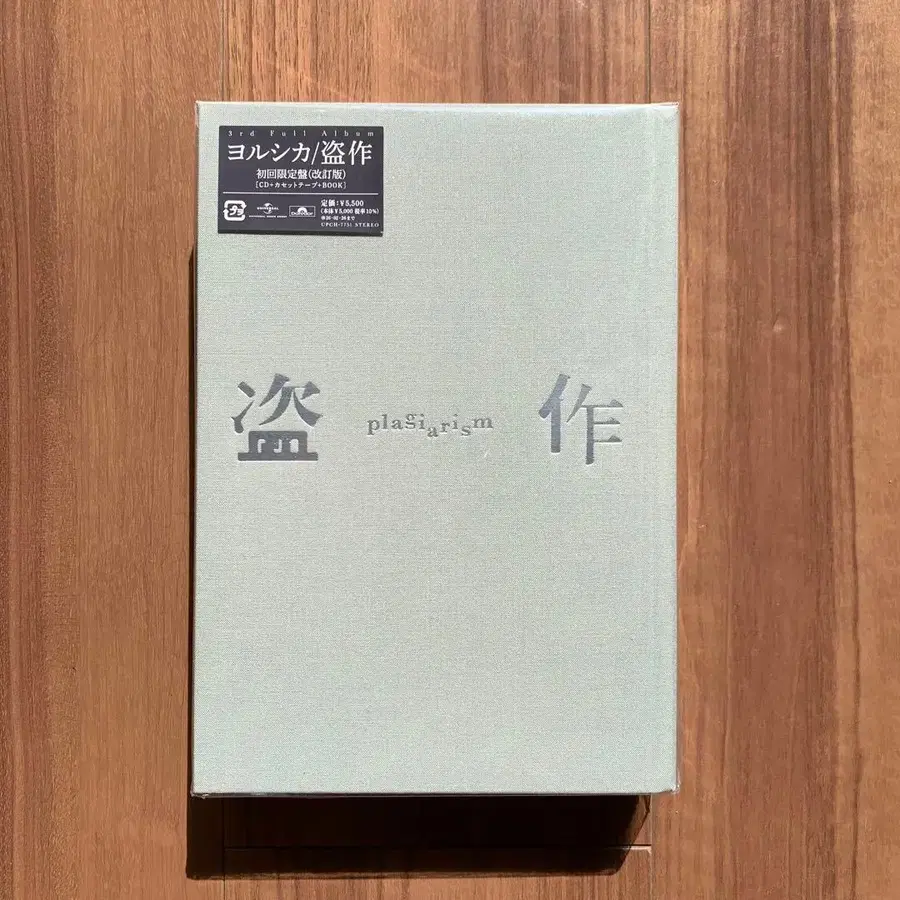 3rd Full Album
ヨルシカ/盗作
初回限定盤(改訂版)
[CD+カセットテープ+BOOK]
定価:¥5,500
(本体¥5,000 税率10%)
UNIVERSAL
UPCH-7751 STEREO
盗 plagiarism 作